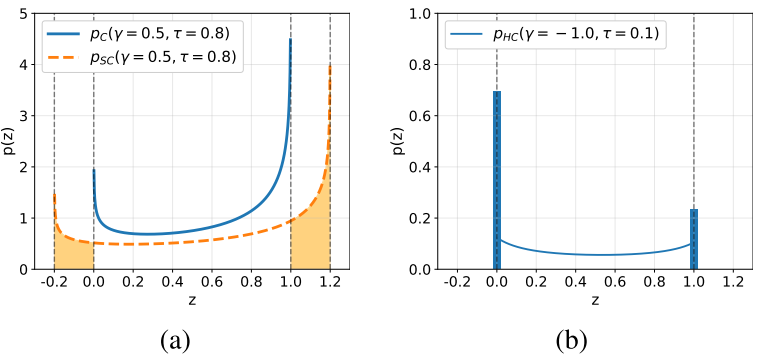 5
4
3
2
1
0
p(z)
p_C(γ = 0.5, τ = 0.8)
p_SC(γ = 0.5, τ = 0.8)
-0.2 0.0 0.2 0.4 0.6 0.8 1.0 1.2
z
(a)
1.0
0.8
0.6
0.4
0.2
0.0
p(z)
p_HC(γ = −1.0, τ = 0.1)
-0.2 0.0 0.2 0.4 0.6 0.8 1.0 1.2
z
(b)